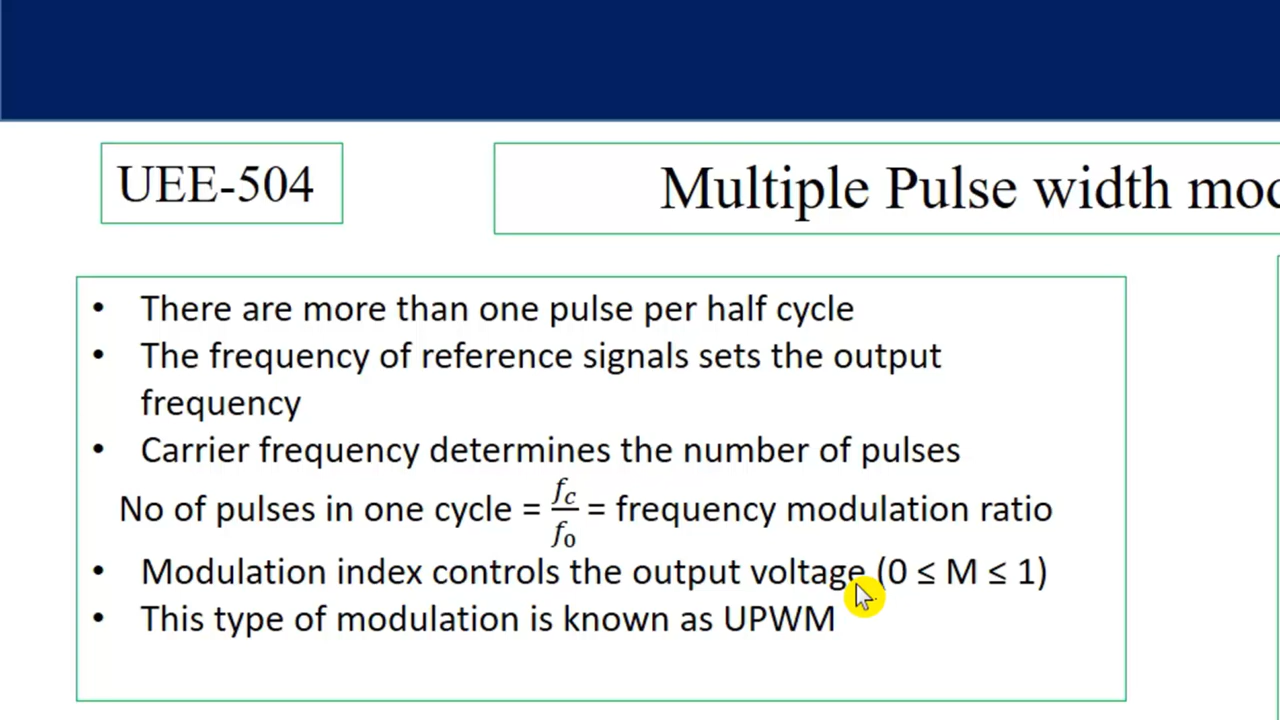 UEE-504
Multiple Pulse width
• There are more than one pulse per half cycle
• The frequency of reference signals sets the output
frequency
• Carrier frequency determines the number of pulses
No of pulses in one cycle = fc/f0 = frequency modulation ratio
• Modulation index controls the output voltage (0 ≤ M ≤ 1)
• This type of modulation is known as UPWM